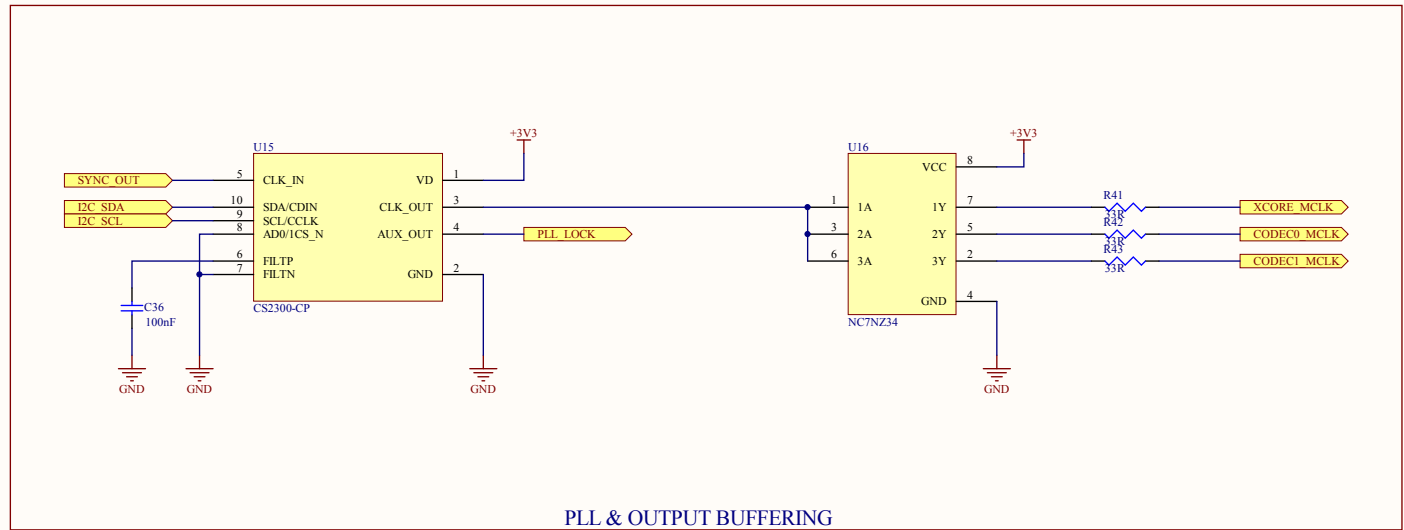 +3V3
+3V3
U15
U16
SYNC_OUT
5
CLK_IN
VD
1
VCC
8
I2C_SDA
10
SDA/CDIN
CLK_OUT
3
1
1A
1Y
7
R41
33R
XCORE_MCLK
I2C_SCL
9
SCL/CCLK
8
AD0/1CS_N
AUX_OUT
4
PLL_LOCK
3
2A
2Y
5
R42
33R
CODEC0_MCLK
6
FILTP
6
3A
3Y
2
R43
33R
CODEC1_MCLK
7
FILTN
GND
2
GND
4
C36
100nF
CS2300-CP
NC7NZ34
GND
GND
GND
GND
PLL & OUTPUT BUFFERING